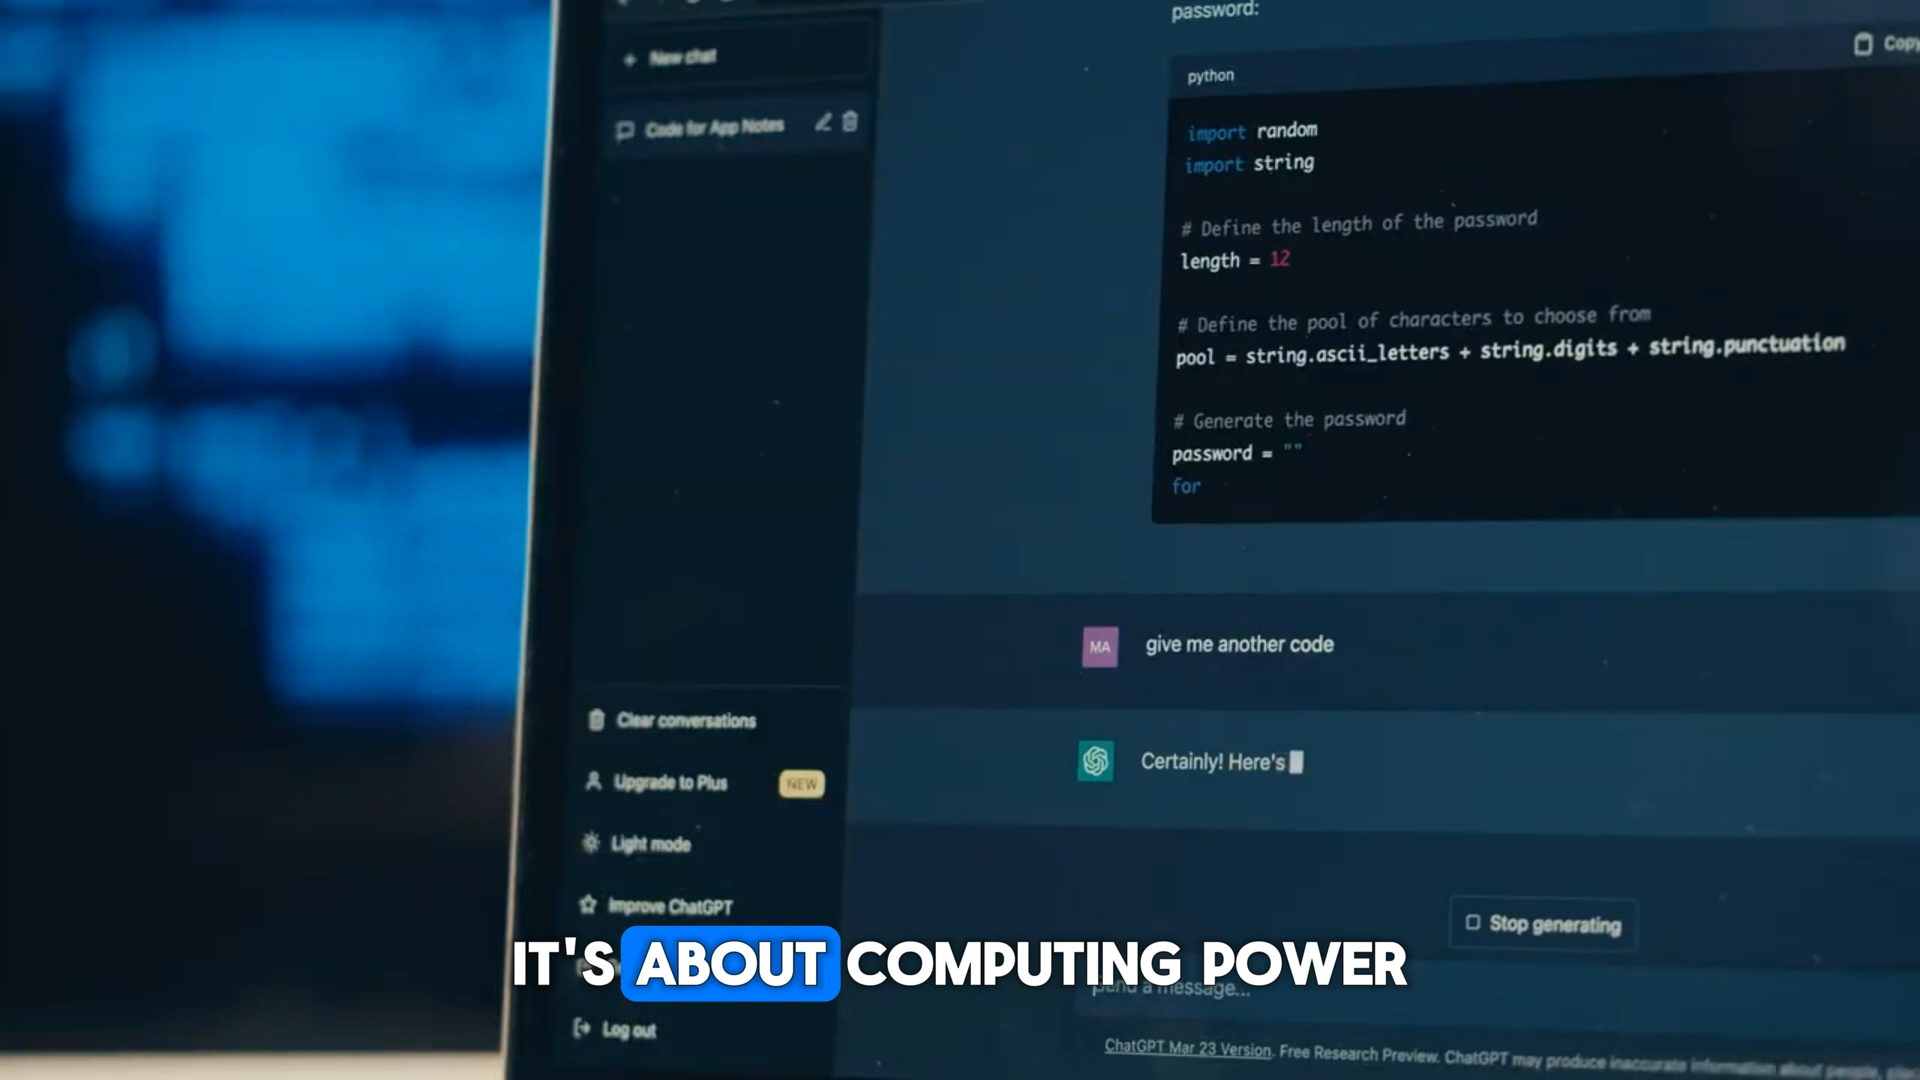 password:
Copy
python
import random
import string
# Define the length of the password
length = 12
# Define the pool of characters to choose from
pool = string.ascii_letters + string.digits + string.punctuation
# Generate the password
password = ""
for
New chat
Code for App Notes
MA give me another code
Certainly! Here's
Clear conversations
Upgrade to Plus NEW
Light mode
Improve ChatGPT
Stop generating
IT'S ABOUT COMPUTING POWER
Send a message...
Log out
ChatGPT Mar 23 Version. Free Research Preview. ChatGPT may produce inaccurate information about people,